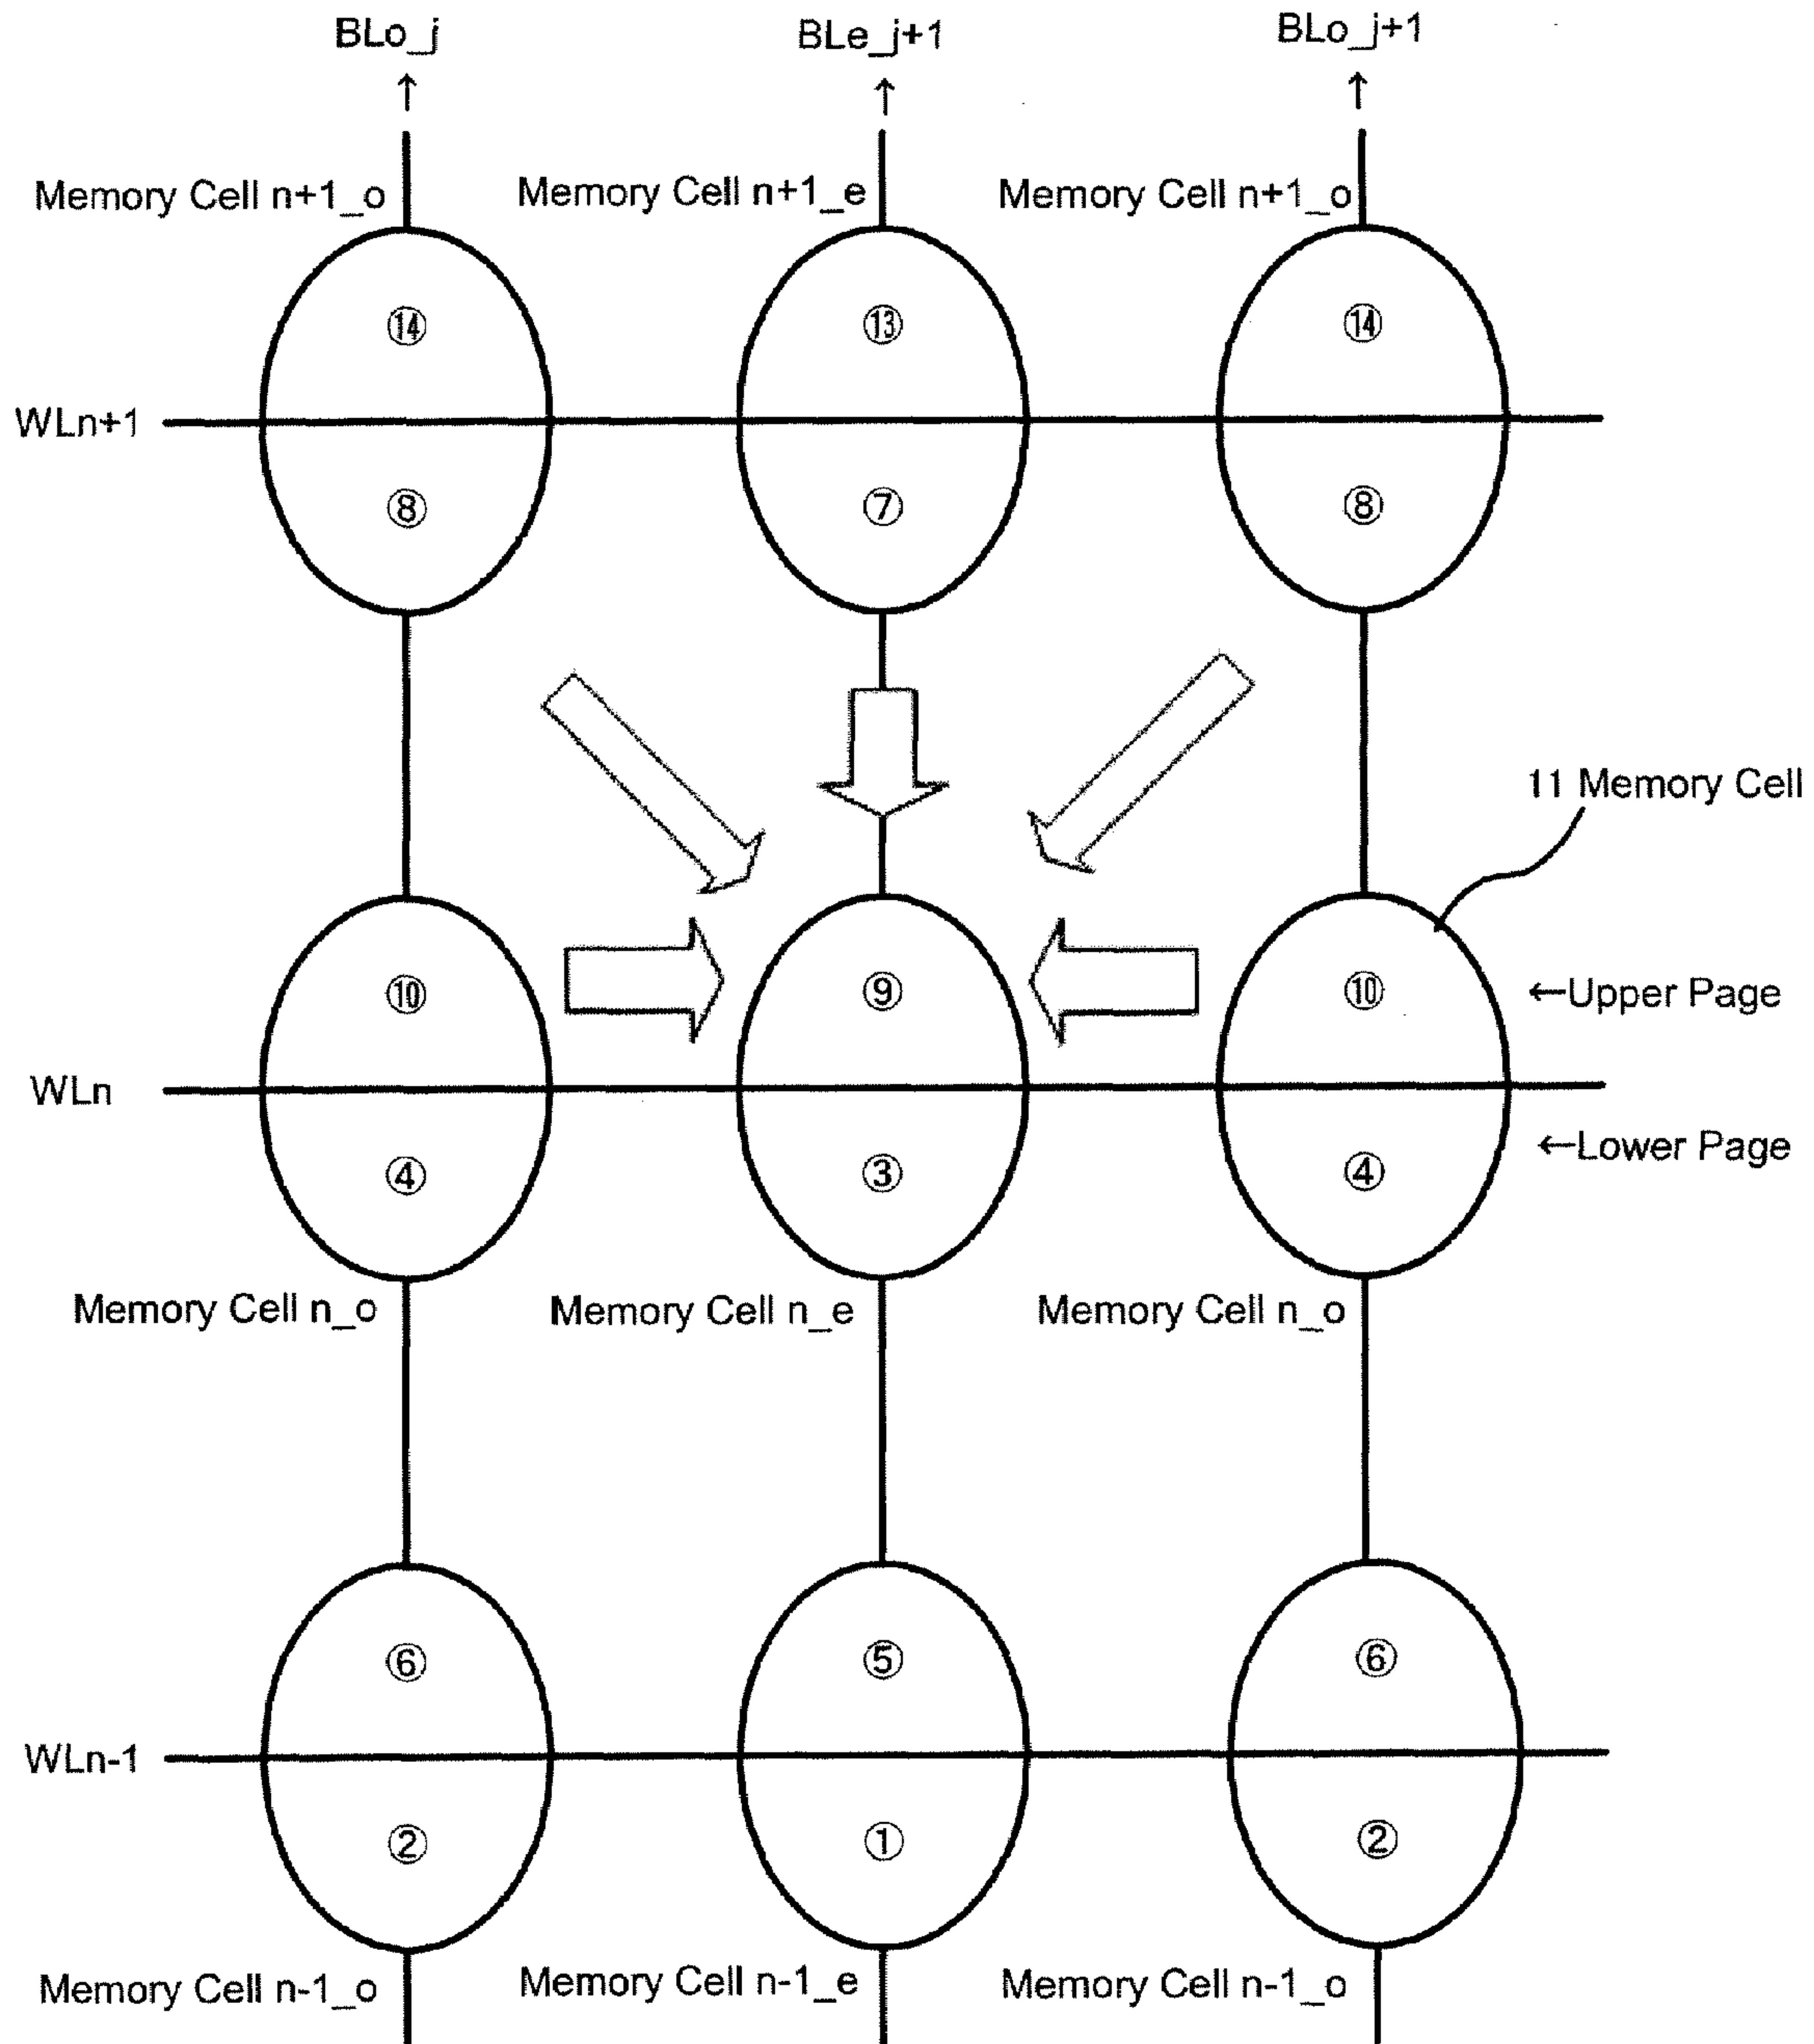 BLo_j BLe_j+1 BLo_j+1
↑ ↑ ↑
Memory Cell n+1_o Memory Cell n+1_e Memory Cell n+1_o
⑭ ⑬ ⑭
WLn+1
⑧ ⑦ ⑧
11 Memory Cell
⑩ ⑨ ⑩ ←Upper Page
WLn
④ ③ ④ ←Lower Page
Memory Cell n_o Memory Cell n_e Memory Cell n_o
⑥ ⑤ ⑥
WLn-1
② ① ②
Memory Cell n-1_o Memory Cell n-1_e Memory Cell n-1_o